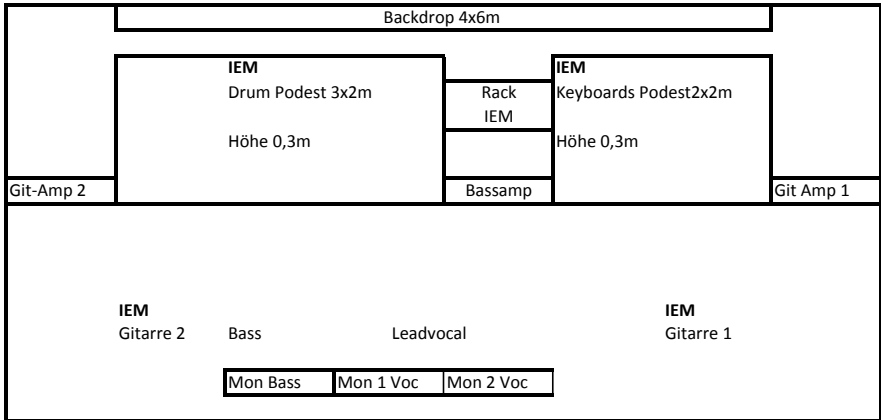 Backdrop 4x6m
IEM IEM
Drum Podest 3x2m Rack Keyboards Podest2x2m
IEM
Höhe 0,3m Höhe 0,3m
Git-Amp 2 Bassamp Git Amp 1
IEM IEM
Gitarre 2 Bass Leadvocal Gitarre 1
Mon Bass Mon 1 Voc Mon 2 Voc